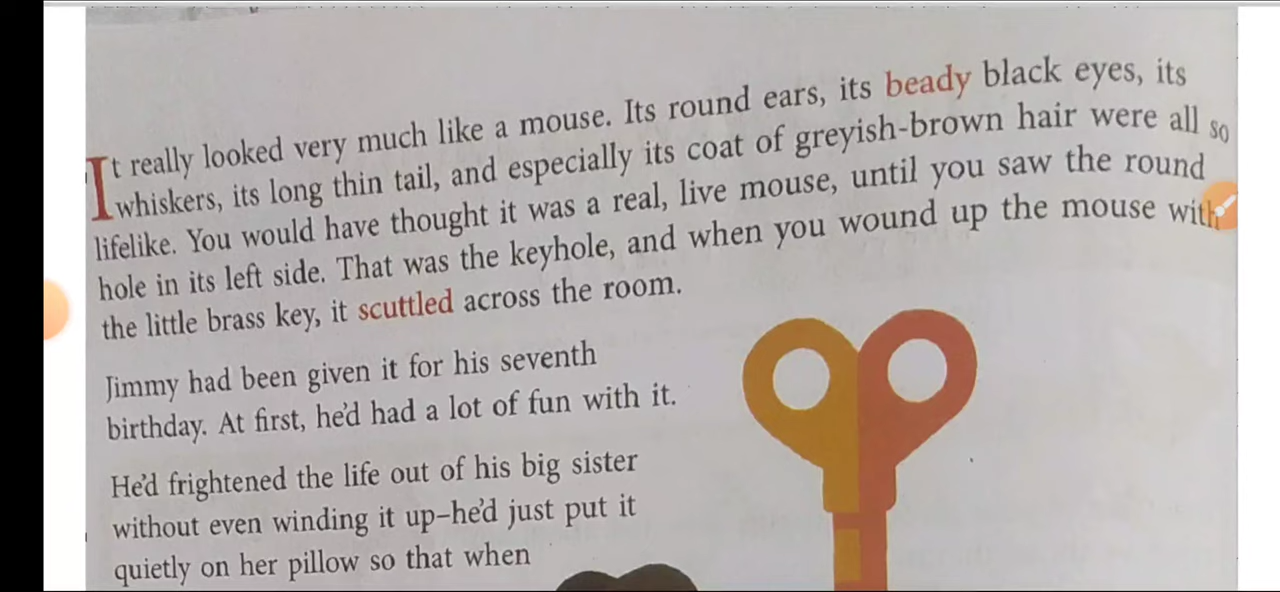 It really looked very much like a mouse. Its round ears, its beady black eyes, its
whiskers, its long thin tail, and especially its coat of greyish-brown hair were all so
lifelike. You would have thought it was a real, live mouse, until you saw the round
hole in its left side. That was the keyhole, and when you wound up the mouse with
the little brass key, it scuttled across the room.
Jimmy had been given it for his seventh
birthday. At first, he'd had a lot of fun with it.
He'd frightened the life out of his big sister
without even winding it up–he'd just put it
quietly on her pillow so that when